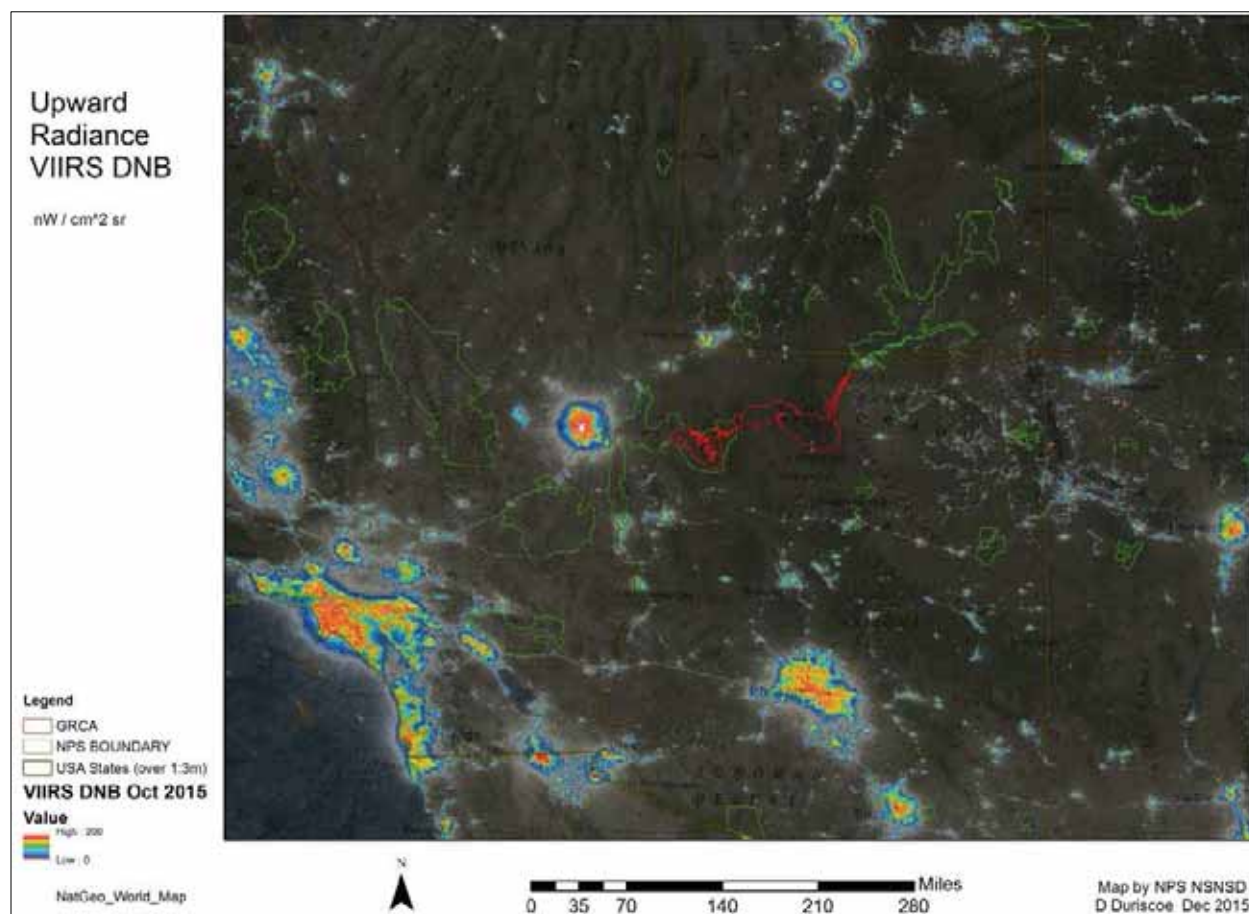 Upward
Radiance
VIIRS DNB
nW / cm^2 sr
Legend
GRCA
NPS BOUNDARY
USA States (over 1:3m)
VIIRS DNB Oct 2015
Value
High : 200
Low : 0
NatGeo_World_Map
N
Miles
0 35 70 140 210 280
Map by NPS NSNSD
D Duriscoe Dec 2015